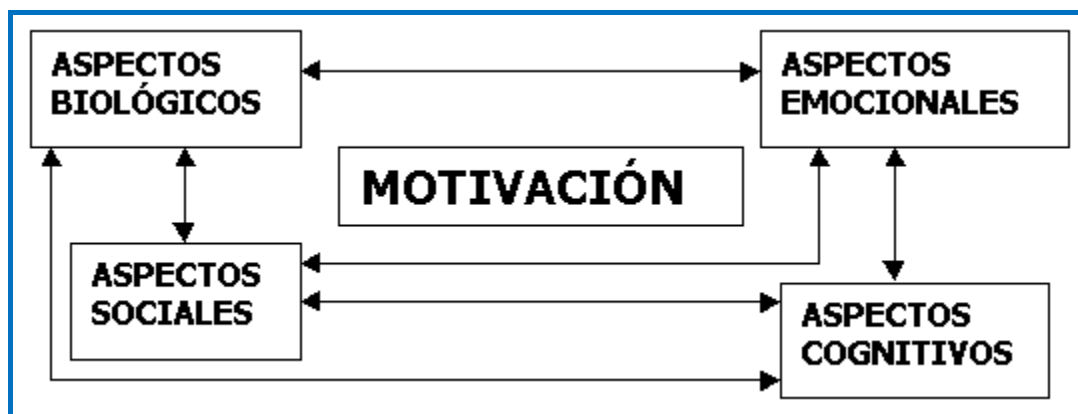 ASPECTOS
BIOLÓGICOS
ASPECTOS
EMOCIONALES
MOTIVACIÓN
ASPECTOS
SOCIALES
ASPECTOS
COGNITIVOS